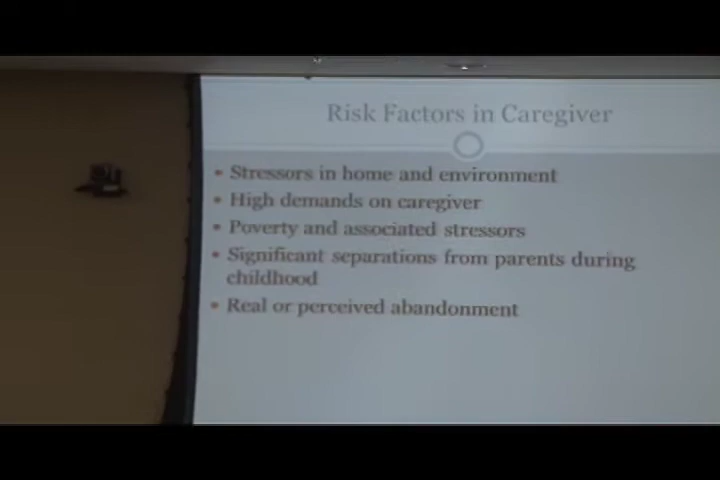 Risk Factors in Caregiver
• Stressors in home and environment
• High demands on caregiver
• Poverty and associated stressors
• Significant separations from parents during
childhood
• Real or perceived abandonment